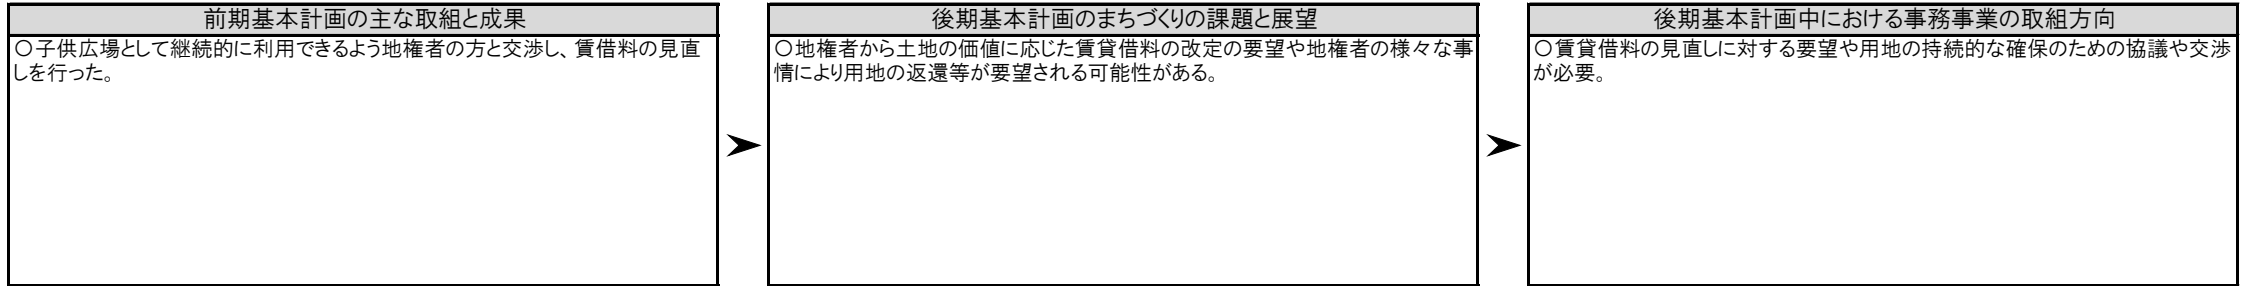 前期基本計画の主な取組と成果
〇子供広場として継続的に利用できるよう地権者の方と交渉し、賃借料の見直
しを行った。
後期基本計画のまちづくりの課題と展望
〇地権者から土地の価値に応じた賃貸借料の改定の要望や地権者の様々な事
情により用地の返還等が要望される可能性がある。
後期基本計画中における事務事業の取組方向
〇賃貸借料の見直しに対する要望や用地の持続的な確保のための協議や交渉
が必要。